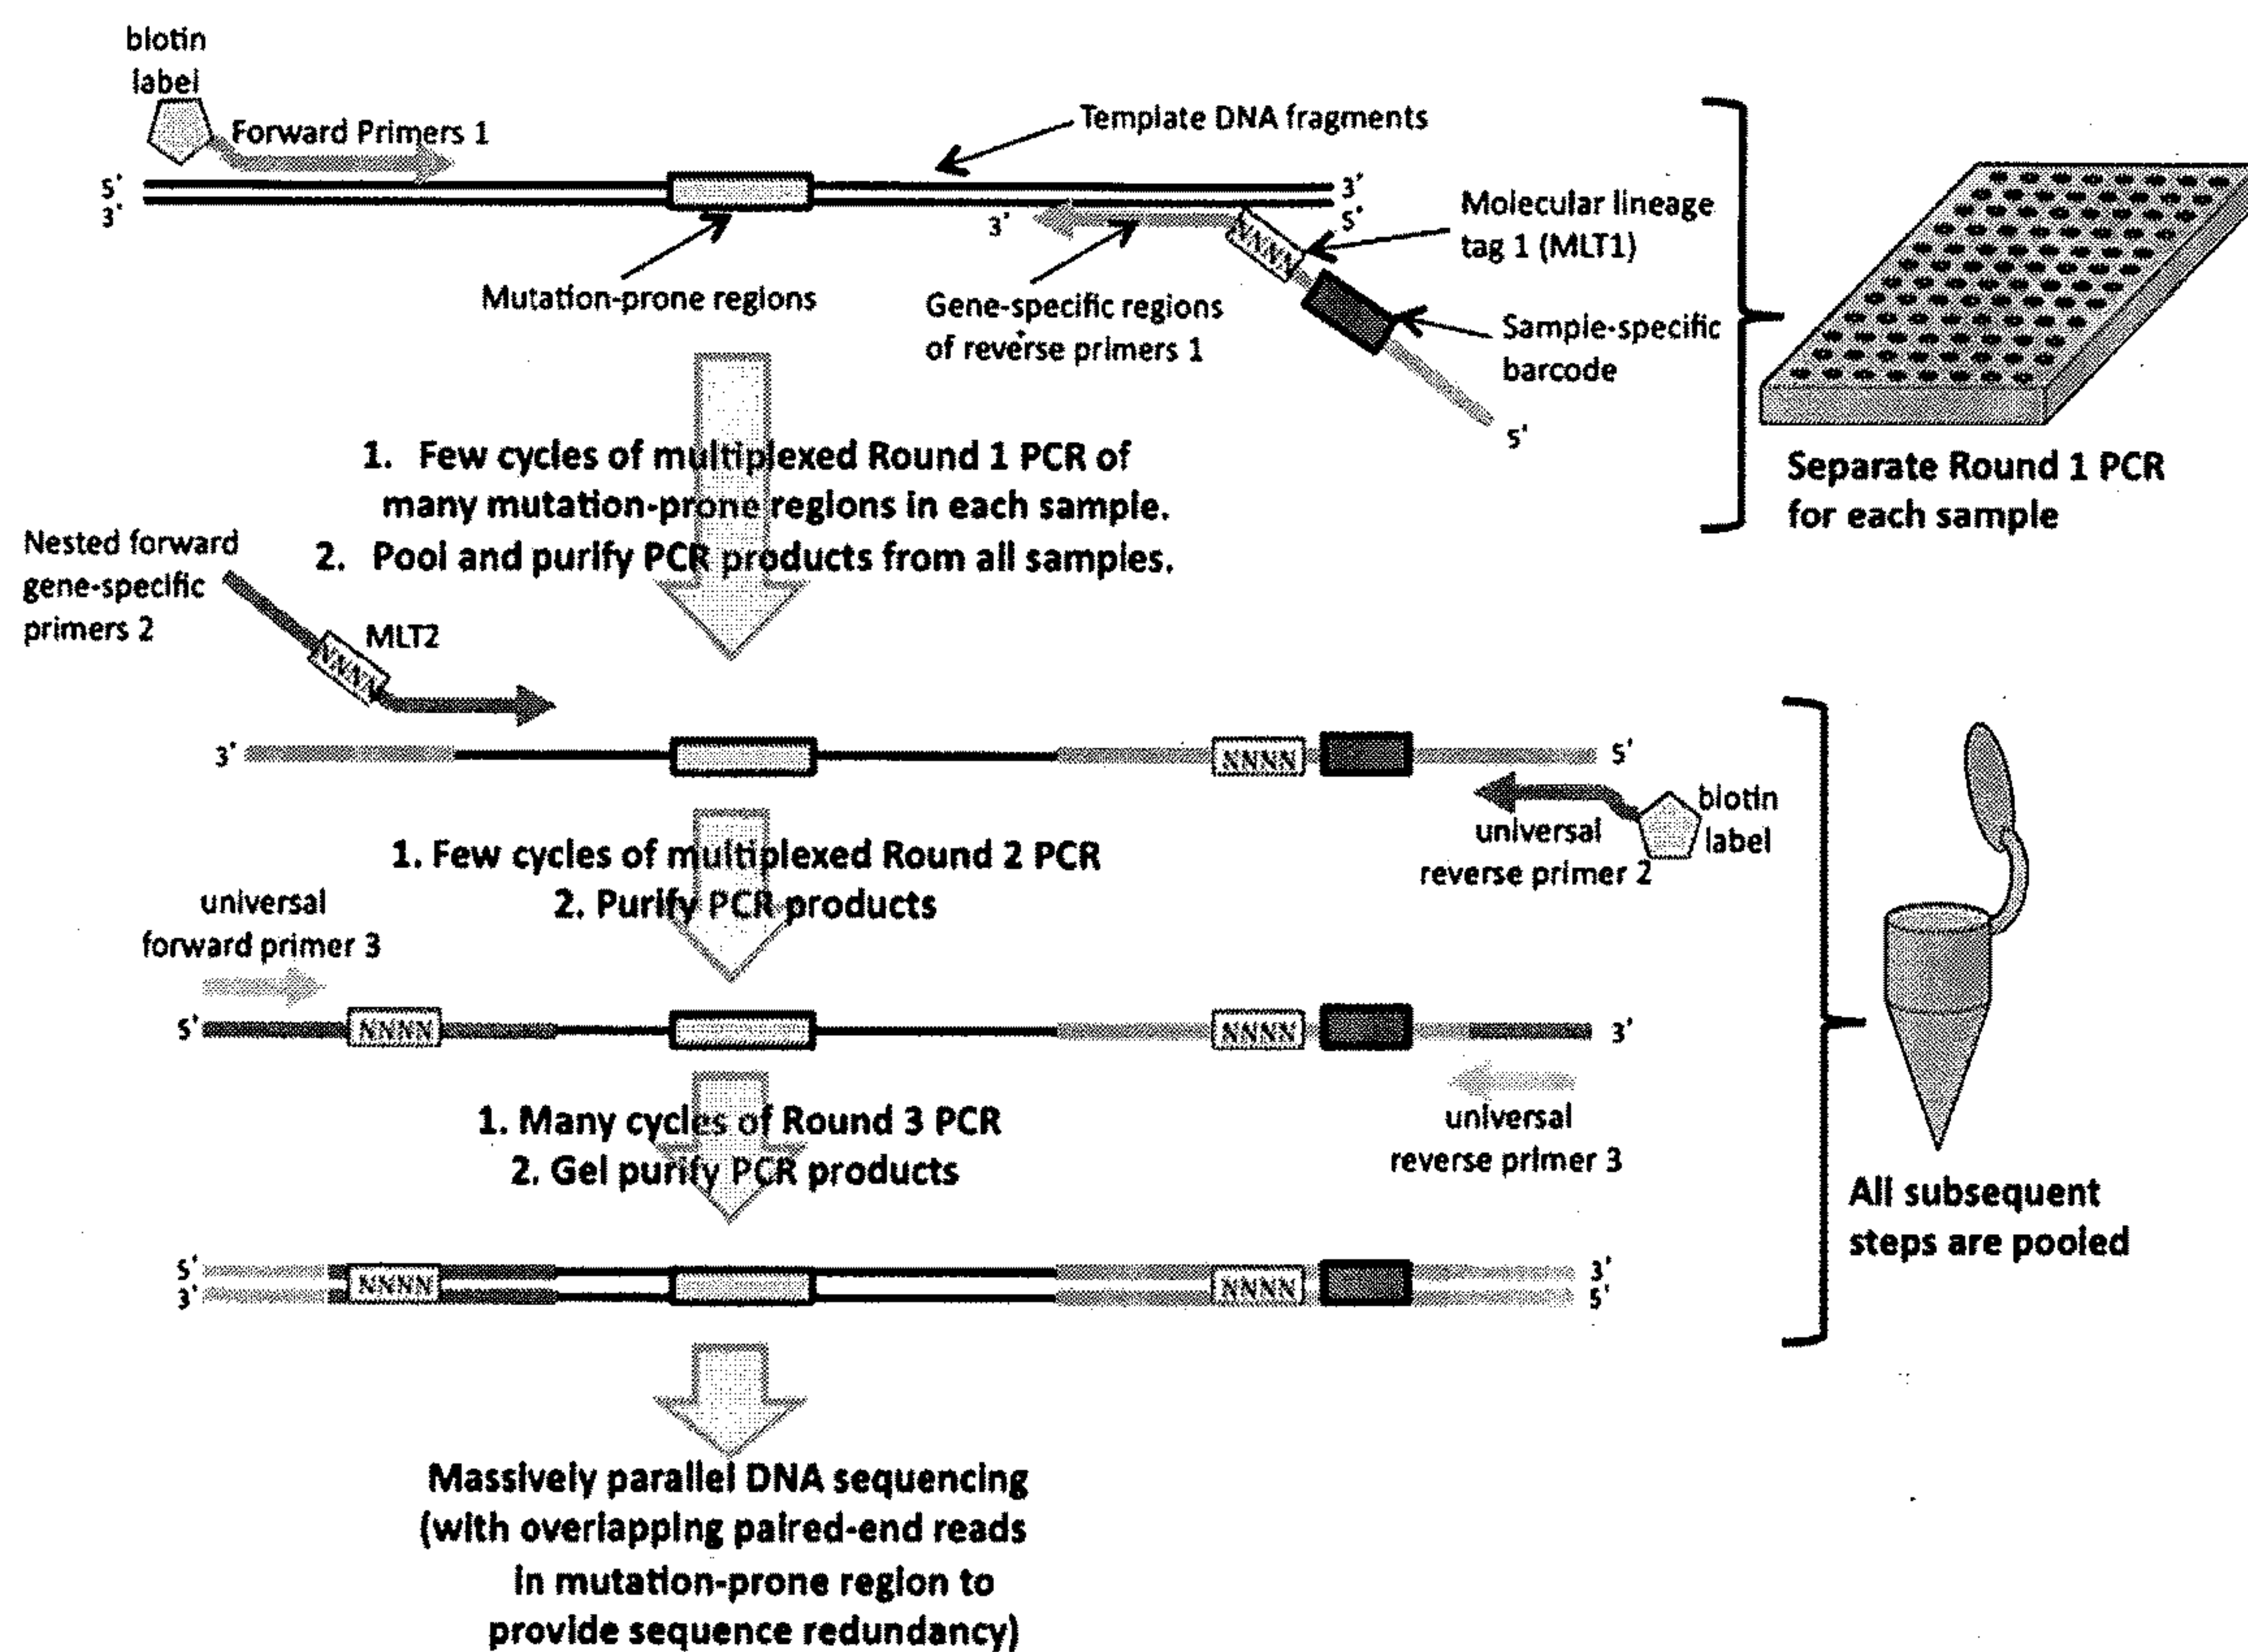 biotin
label
Forward Primers 1
Template DNA fragments
5'
3'
3'
5'
3'
NNNN
Molecular lineage
tag 1 (MLT1)
Mutation-prone regions
Gene-specific regions
of reverse primers 1
Sample-specific
barcode
5'
Separate Round 1 PCR
for each sample
1. Few cycles of multiplexed Round 1 PCR of
many mutation-prone regions in each sample.
2. Pool and purify PCR products from all samples.
Nested forward
gene-specific
primers 2
MLT2
NNNN
3'
NNNN
5'
biotin
label
universal
reverse primer 2
1. Few cycles of multiplexed Round 2 PCR
2. Purify PCR products
universal
forward primer 3
5'
NNNN
NNNN
3'
universal
reverse primer 3
1. Many cycles of Round 3 PCR
2. Gel purify PCR products
All subsequent
steps are pooled
5'
3'
NNNN
NNNN
3'
5'
Massively parallel DNA sequencing
(with overlapping paired-end reads
in mutation-prone region to
provide sequence redundancy)